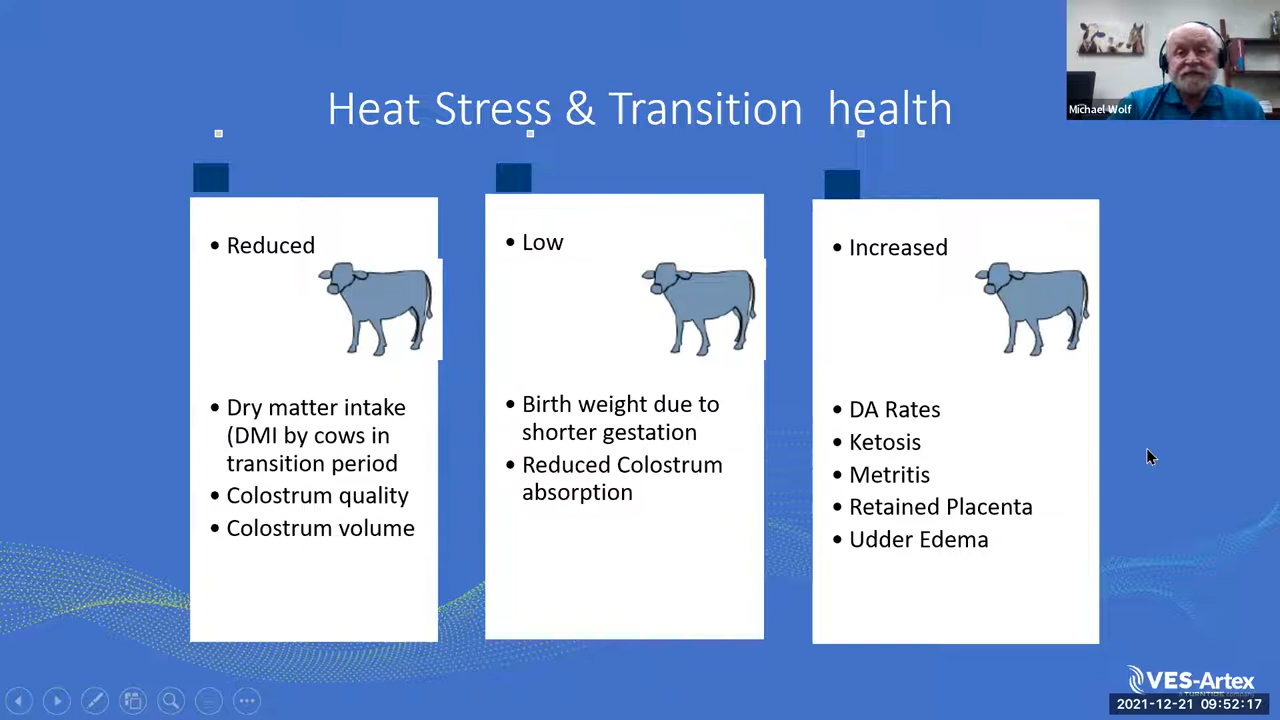 Heat Stress & Transition health
Michael Wolf
• Reduced
• Dry matter intake
(DMI by cows in
transition period
• Colostrum quality
• Colostrum volume
• Low
• Birth weight due to
shorter gestation
• Reduced Colostrum
absorption
• Increased
• DA Rates
• Ketosis
• Metritis
• Retained Placenta
• Udder Edema
VES-Artex
A TURNTIDE company
2021-12-21 09:52:17